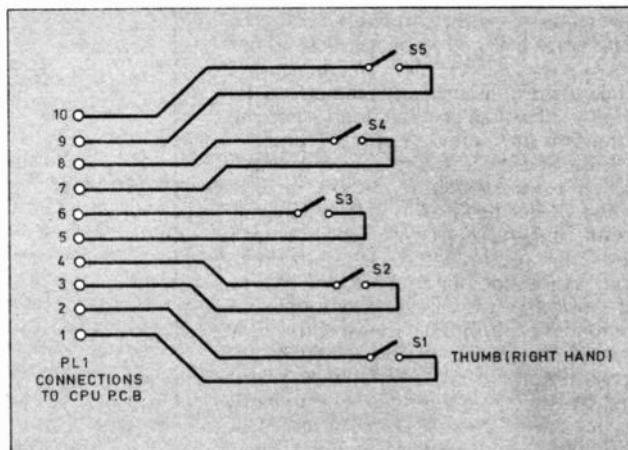 S5
10
9
S4
8
7
S3
6
5
4
S2
3
2
S1
1
THUMB (RIGHT HAND)
PL1
CONNECTIONS
TO CPU P.C.B.